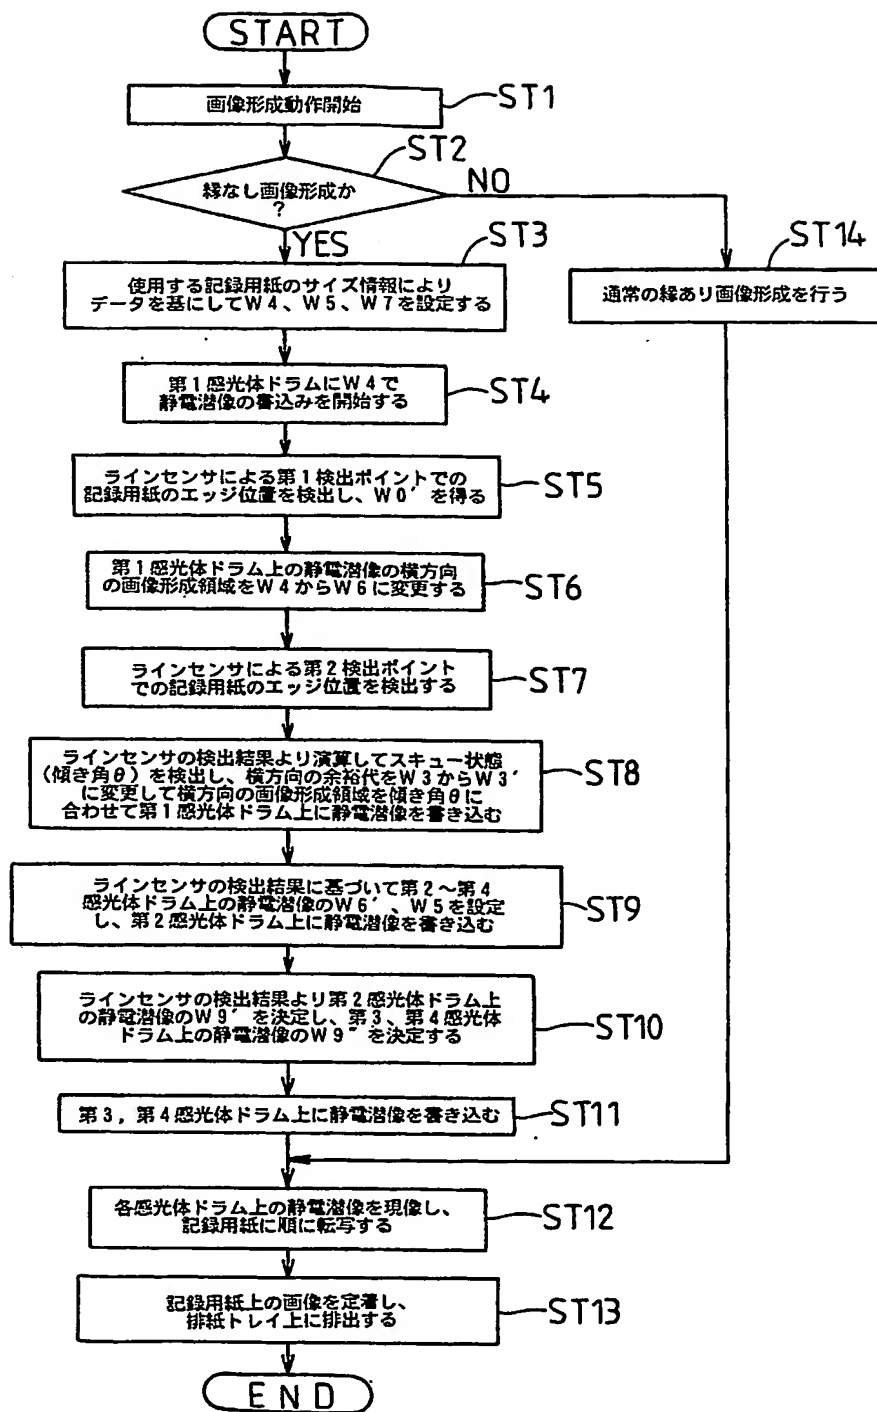 START
画像形成動作開始
ST1
ST2
縁なし画像形成か
?
NO
YES
ST3
使用する記録用紙のサイズ情報により
データを基にしてW4、W5、W7を設定する
ST14
通常の縁あり画像形成を行う
第1感光体ドラムにW4で
静電潜像の書込みを開始する
ST4
ラインセンサによる第1検出ポイントでの
記録用紙のエッジ位置を検出し、W0′を得る
ST5
第1感光体ドラム上の静電潜像の横方向
の画像形成領域をW4からW6に変更する
ST6
ラインセンサによる第2検出ポイント
での記録用紙のエッジ位置を検出する
ST7
ラインセンサの検出結果より演算してスキュー状態
(傾き角θ)を検出し、横方向の余裕代をW3からW3′
に変更して横方向の画像形成領域を傾き角θに
合わせて第1感光体ドラム上に静電潜像を書き込む
ST8
ラインセンサの検出結果に基づいて第2~第4
感光体ドラム上の静電潜像のW6′、W5を設定
し、第2感光体ドラム上に静電潜像を書き込む
ST9
ラインセンサの検出結果より第2感光体ドラム上
の静電潜像のW9′を決定し、第3、第4感光体
ドラム上の静電潜像のW9″を決定する
ST10
第3,第4感光体ドラム上に静電潜像を書き込む
ST11
各感光体ドラム上の静電潜像を現像し、
記録用紙に順に転写する
ST12
記録用紙上の画像を定着し、
排紙トレイ上に排出する
ST13
END